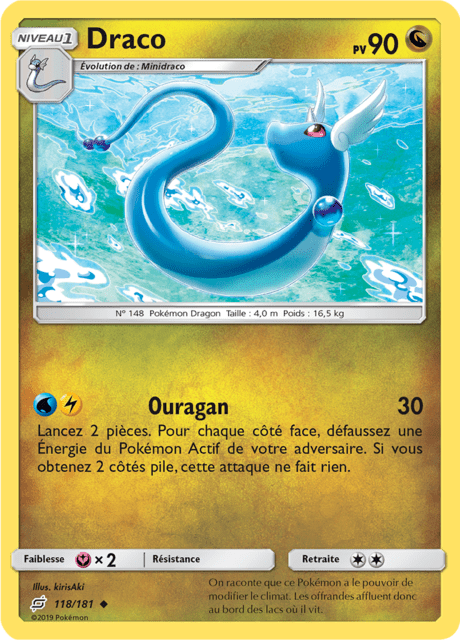 NIVEAU 1
Draco
PV 90
Évolution de : Minidraco
N° 148 Pokémon Dragon Taille : 4,0 m Poids : 16,5 kg
Ouragan 30
Lancez 2 pièces. Pour chaque côté face, défaussez une
Énergie du Pokémon Actif de votre adversaire. Si vous
obtenez 2 côtés pile, cette attaque ne fait rien.
Faiblesse × 2 Résistance Retraite
Illus. kirisAki
118/181
©2019 Pokémon
On raconte que ce Pokémon a le pouvoir de
modifier le climat. Les offrandes affluent donc
au bord des lacs où il vit.